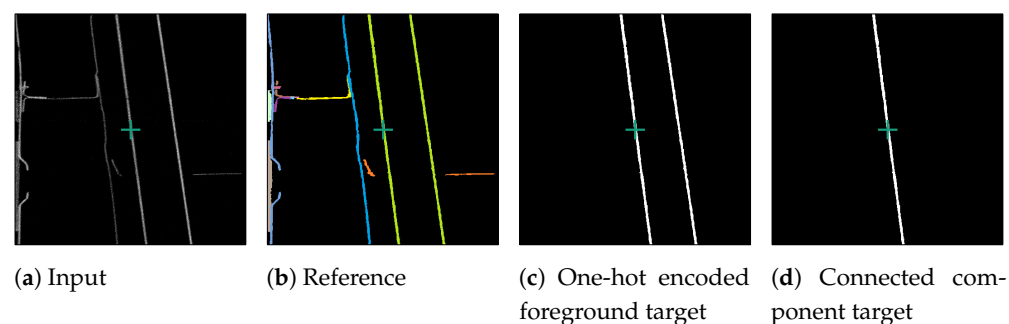 (a) Input
(b) Reference
(c) One-hot encoded
foreground target
(d) Connected com-
ponent target